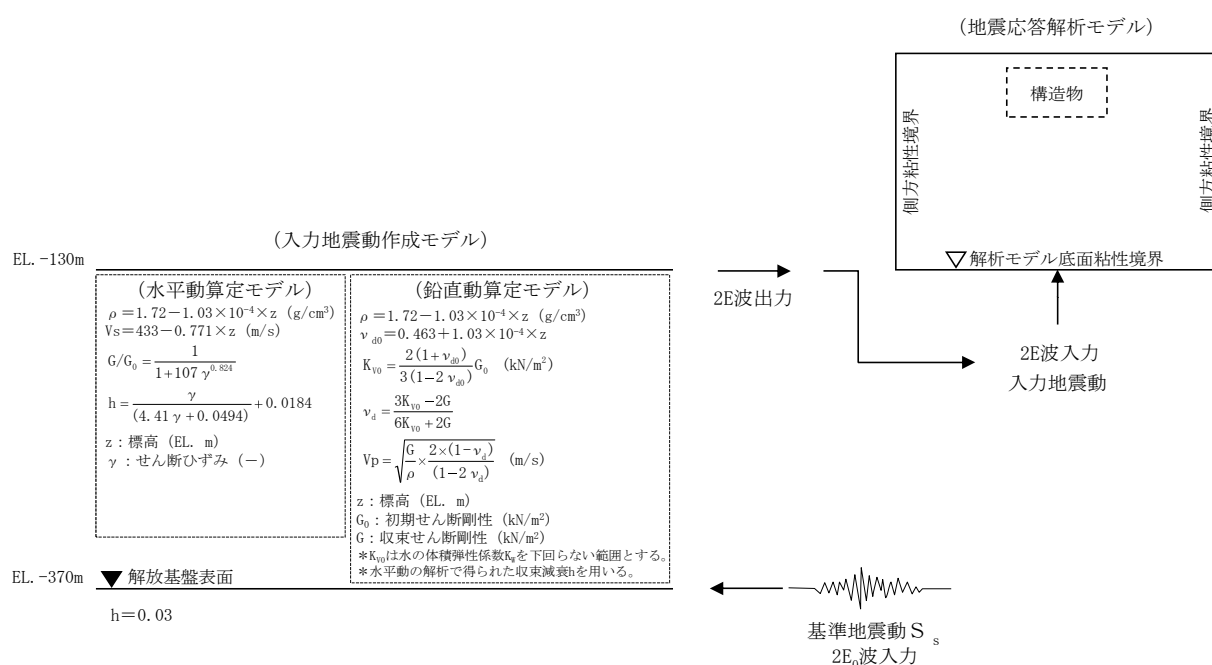 (地震応答解析モデル)
構造物
側方粘性境界
側方粘性境界
▽解析モデル底面粘性境界
(入力地震動作成モデル)
EL.-130m
(水平動算定モデル)
ρ=1.72-1.03×10⁻⁴×z (g/cm³)
Vs=433-0.771×z (m/s)
G/G₀=1/(1+107γ^0.824)
h=γ/(4.41γ+0.0494)+0.0184
z:標高 (EL. m)
γ:せん断ひずみ (-)
(鉛直動算定モデル)
ρ=1.72-1.03×10⁻⁴×z (g/cm³)
ν_d0=0.463+1.03×10⁻⁴×z
K_V0=2(1+ν_d0)/3(1-2ν_d0)G₀ (kN/m²)
ν_d=(3K_V0-2G)/(6K_V0+2G)
Vp=√(G/ρ×2×(1-ν_d)/(1-2ν_d)) (m/s)
z:標高 (EL. m)
G₀:初期せん断剛性 (kN/m²)
G:収束せん断剛性 (kN/m²)
*K_V0は水の体積弾性係数K_Wを下回らない範囲とする。
*水平動の解析で得られた収束減衰hを用いる。
2E波出力
2E波入力
入力地震動
EL.-370m
▼解放基盤表面
h=0.03
基準地震動Sₛ
2E₀波入力